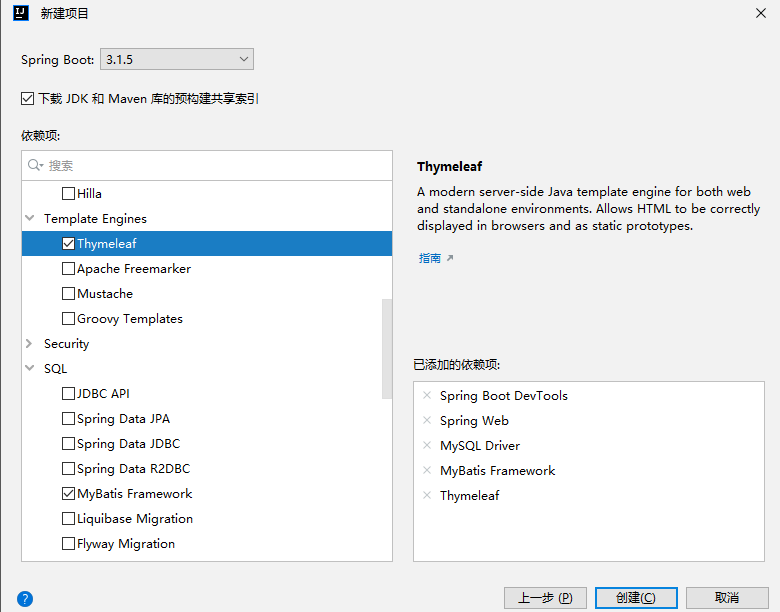 IJ 新建项目
Spring Boot: 3.1.5
下载 JDK 和 Maven 库的预构建共享索引
依赖项:
搜索
Hilla
Template Engines
Thymeleaf
Apache Freemarker
Mustache
Groovy Templates
Security
SQL
JDBC API
Spring Data JPA
Spring Data JDBC
Spring Data R2DBC
MyBatis Framework
Liquibase Migration
Flyway Migration
Thymeleaf
A modern server-side Java template engine for both web
and standalone environments. Allows HTML to be correctly
displayed in browsers and as static prototypes.
指南
已添加的依赖项:
Spring Boot DevTools
Spring Web
MySQL Driver
MyBatis Framework
Thymeleaf
?
上一步 (P)
创建(C)
取消